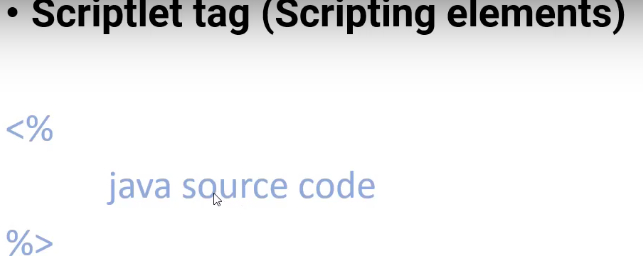 • Scriptlet tag (Scripting elements)
<%
java source code
%>